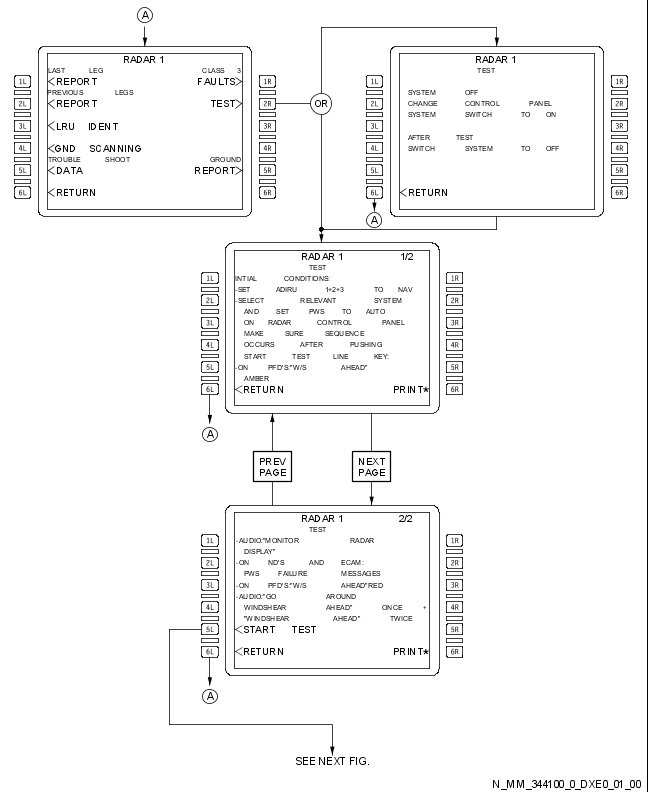 A
RADAR 1
LAST LEG CLASS 3
1L <REPORT FAULTS> 1R
PREVIOUS LEGS
2L <REPORT TEST> 2R
3L <LRU IDENT 3R
4L <GND SCANNING 4R
TROUBLE SHOOT GROUND
5L <DATA REPORT> 5R
6L <RETURN 6R
OR
RADAR 1
TEST
1L 1R
SYSTEM OFF
2L CHANGE CONTROL PANEL 2R
SYSTEM SWITCH TO ON
3L 3R
AFTER TEST
4L SWITCH SYSTEM TO OFF 4R
5L 5R
6L <RETURN 6R
A
RADAR 1 1/2
TEST
1L INTIAL CONDITIONS: 1R
-SET ADIRU 1+2+3 TO NAV
2L -SELECT RELEVANT SYSTEM 2R
AND SET PWS TO AUTO
3L ON RADAR CONTROL PANEL 3R
MAKE SURE SEQUENCE
4L OCCURS AFTER PUSHING 4R
START TEST LINE KEY:
5L -ON PFD'S:"W/S AHEAD" 5R
AMBER
6L <RETURN PRINT* 6R
A
PREV PAGE
NEXT PAGE
RADAR 1 2/2
TEST
1L -AUDIO:"MONITOR RADAR 1R
DISPLAY"
2L -ON ND'S AND ECAM: 2R
PWS FAILURE MESSAGES
3L -ON PFD'S:"W/S AHEAD"RED 3R
-AUDIO:"GO AROUND
4L WINDSHEAR AHEAD" ONCE + 4R
"WINDSHEAR AHEAD" TWICE
5L <START TEST 5R
6L <RETURN PRINT* 6R
A
SEE NEXT FIG.
N_MM_344100_0_DXE0_01_00